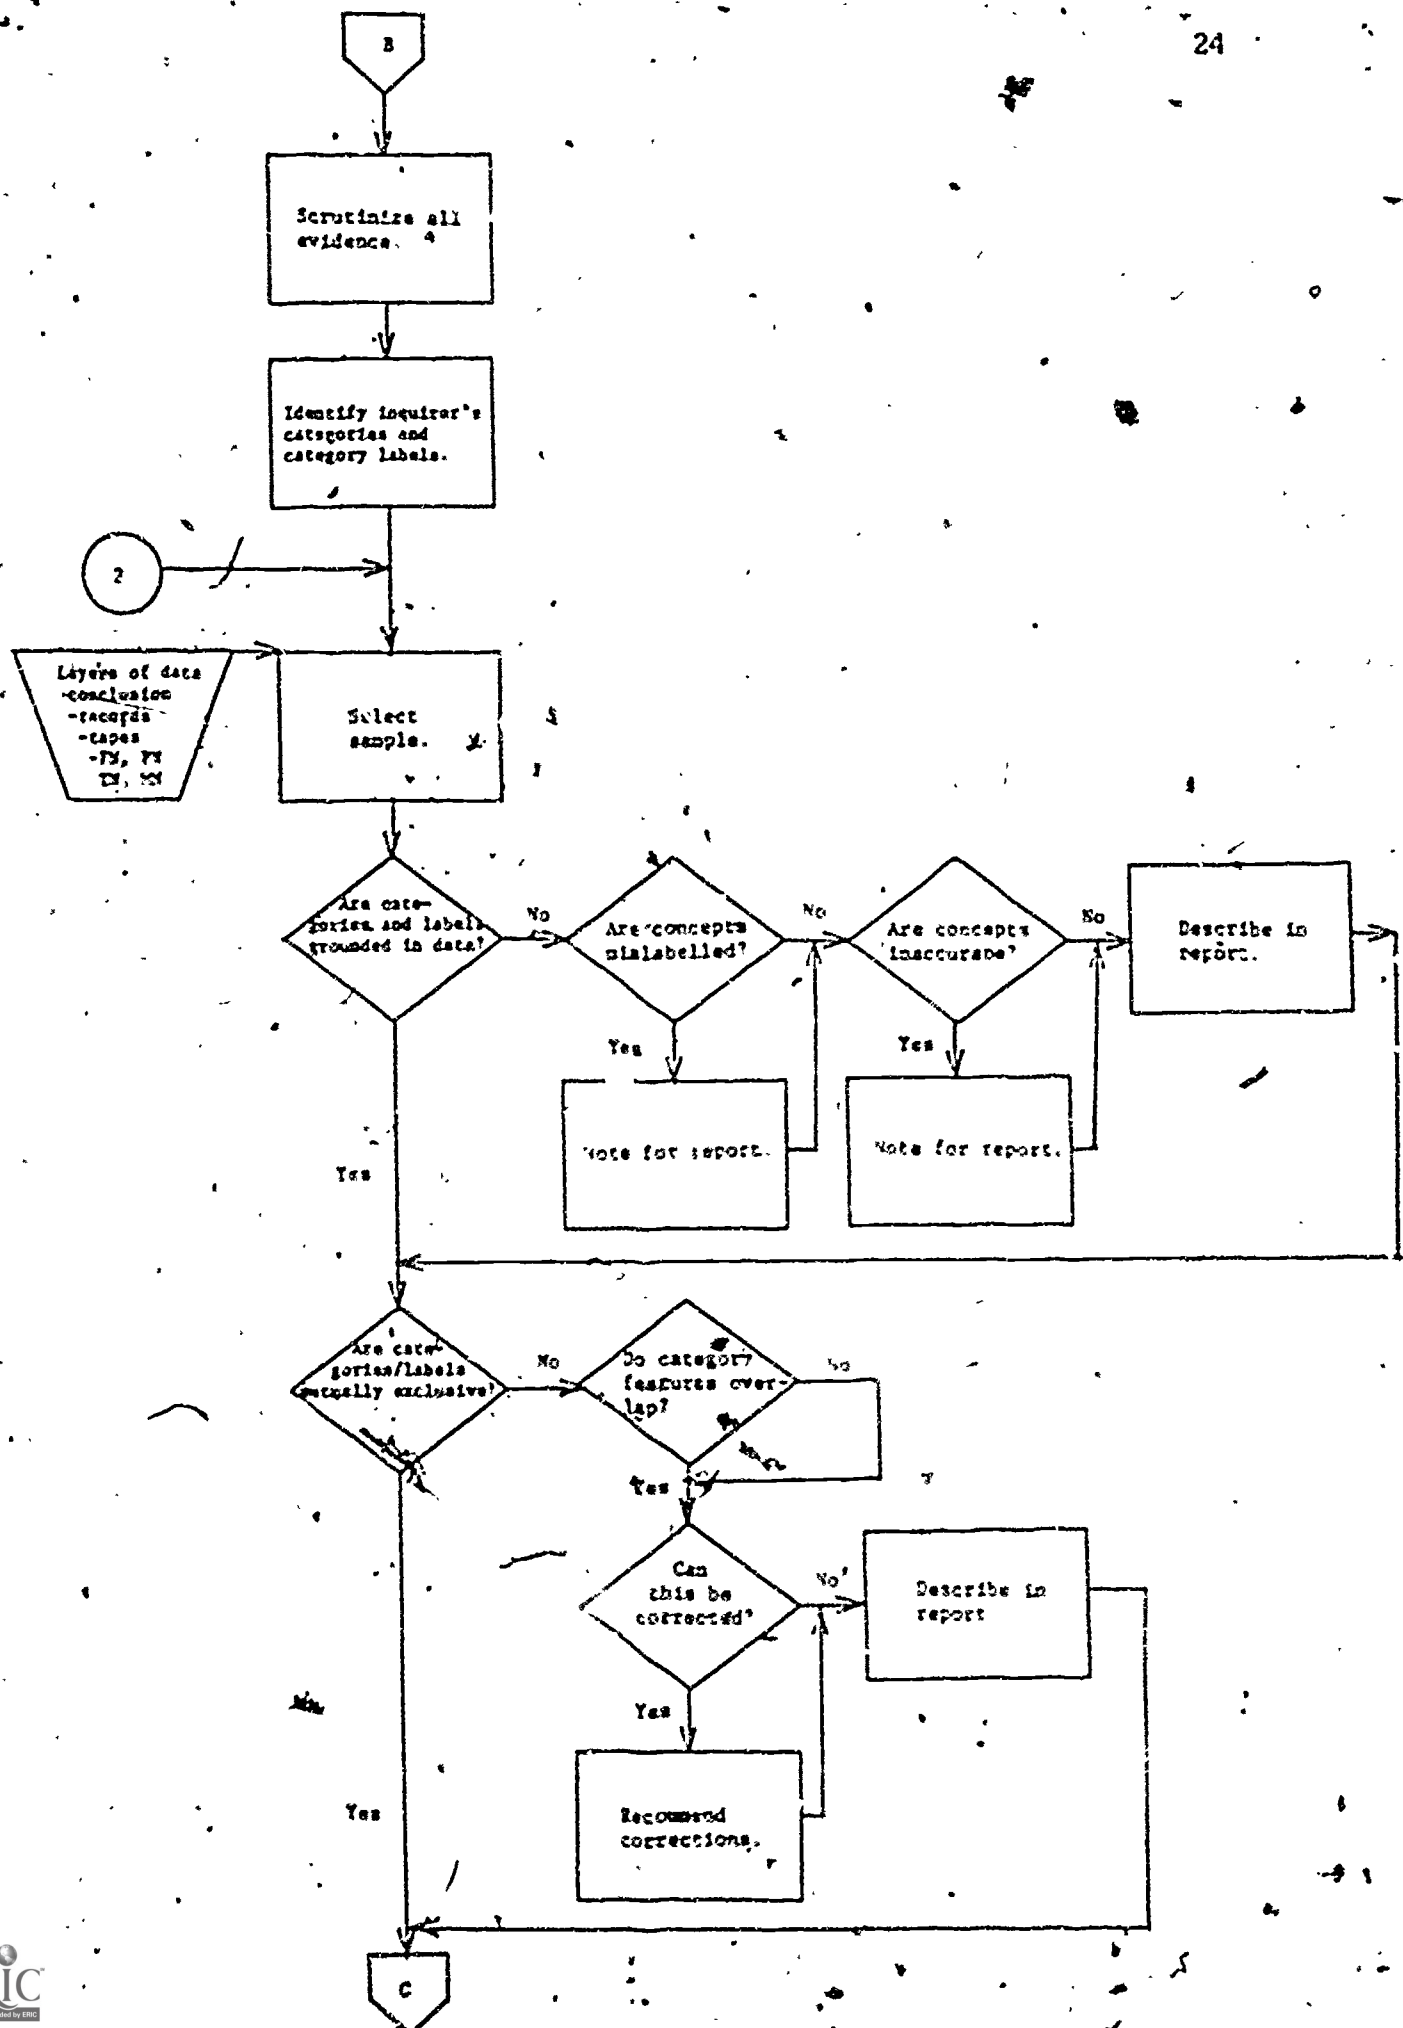 24
B
Scrutinize all
evidence.
Identify inquirer's
categories and
category labels.
2
Layers of data
-conclusion
-records
-tapes
Select
sample.
Are cate-
gories and labels
grounded in data?
No
Are concepts
mislabelled?
No
Are concepts
inaccurate?
No
Describe in
report.
Yes
Yes
Note for report.
Note for report.
Yes
Are cate-
gories/labels
mutually exclusive?
No
Do category
features over-
lap?
No
Yes
Can
this be
corrected?
No
Describe in
report
Yes
Recommend
corrections.
Yes
C
IC